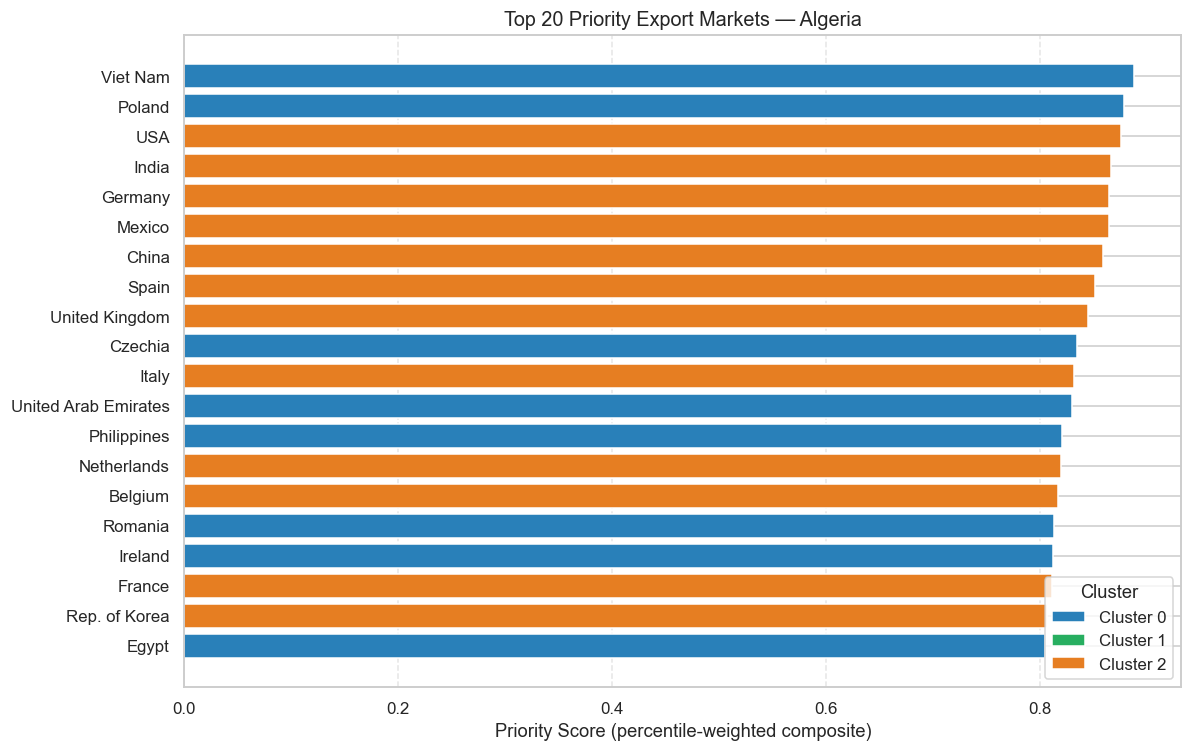 Top 20 Priority Export Markets — Algeria
Viet Nam
Poland
USA
India
Germany
Mexico
China
Spain
United Kingdom
Czechia
Italy
United Arab Emirates
Philippines
Netherlands
Belgium
Romania
Ireland
France
Rep. of Korea
Egypt
Cluster
Cluster 0
Cluster 1
Cluster 2
0.0 0.2 0.4 0.6 0.8
Priority Score (percentile-weighted composite)